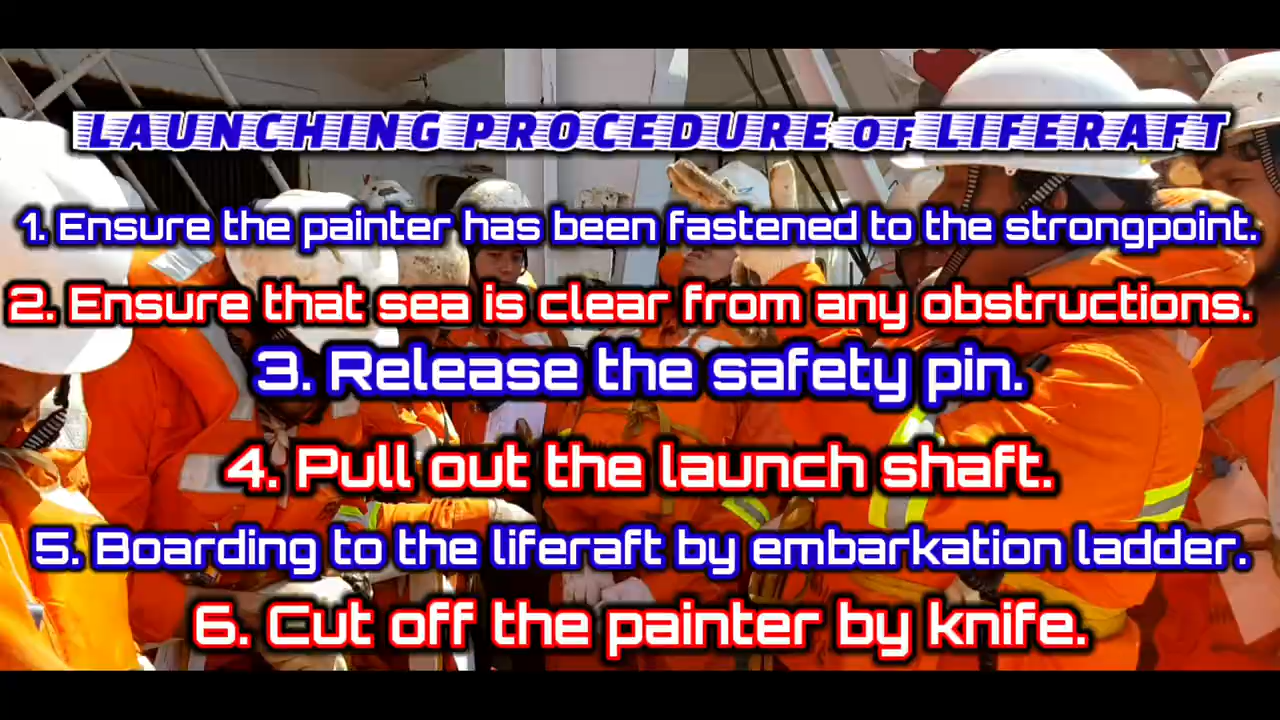 LAUNCHING PROCEDURE OF LIFERAFT
1. Ensure the painter has been fastened to the strongpoint.
2. Ensure that sea is clear from any obstructions.
3. Release the safety pin.
4. Pull out the launch shaft.
5. Boarding to the liferaft by embarkation ladder.
6. Cut off the painter by knife.